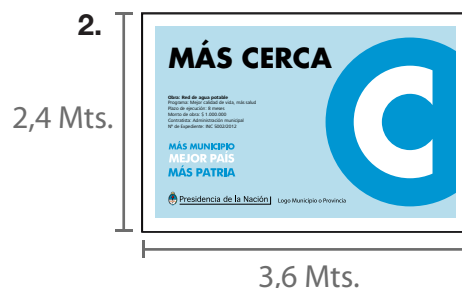 2.
2,4 Mts.
MÁS CERCA
C
Obra: Red de agua potable
Programa: Mejor calidad de vida, más salud
Plazo de ejecución: 8 meses
Monto de obra: $ 1.000.000
Contratista: Administración municipal
Nº de Expediente: INC 5002/2012
MÁS MUNICIPIO
MEJOR PAÍS
MÁS PATRIA
Presidencia de la Nación
Logo Municipio o Provincia
3,6 Mts.